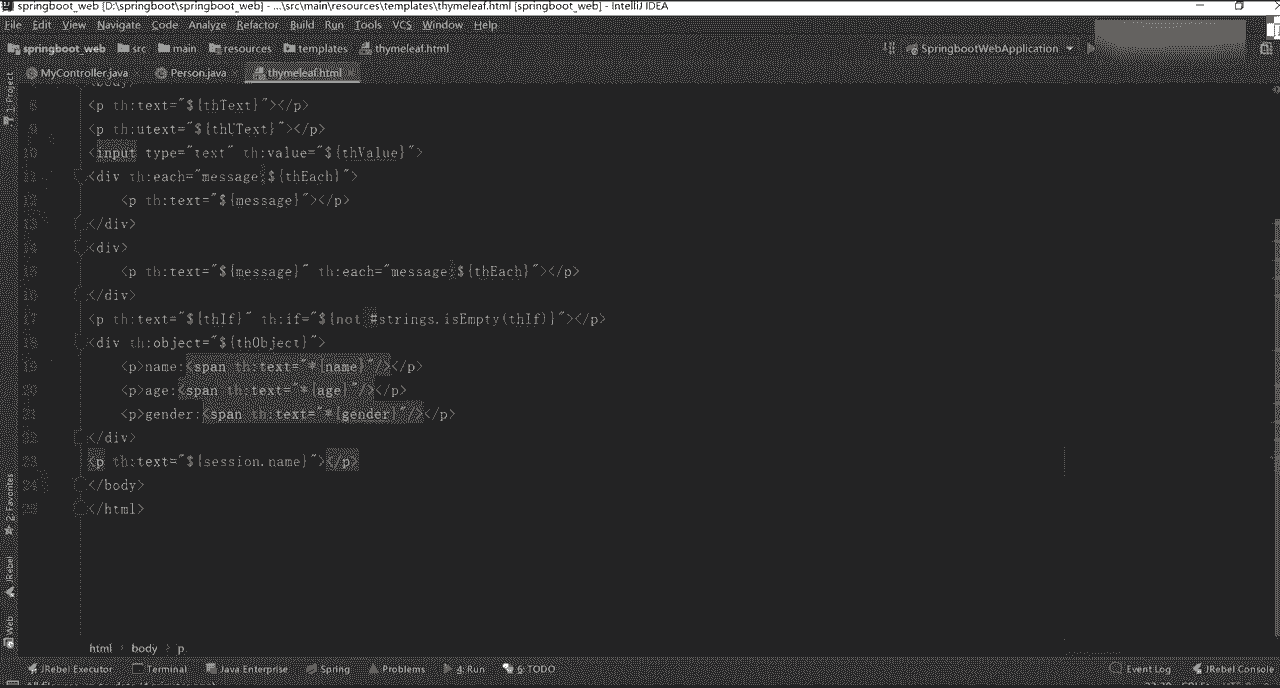 springboot_web [D:\springboot\springboot_web] - ...\src\main\resources\templates\thymeleaf.html [springboot_web] - IntelliJ IDEA
File Edit View Navigate Code Analyze Refactor Build Run Tools VCS Window Help
springboot_web src main resources templates thymeleaf.html SpringbootWebApplication
MyController.java Person.java thymeleaf.html
1: Project
<body>
8 <p th:text="${thText}"></p>
9 <p th:utext="${thUText}"></p>
10 <input type="text" th:value="${thValue}">
11 <div th:each="message:${thEach}">
12 <p th:text="${message}"></p>
13 </div>
14 <div>
15 <p th:text="${message}" th:each="message:${thEach}"></p>
16 </div>
17 <p th:text="${thIf}" th:if="${not #strings.isEmpty(thIf)}"></p>
18 <div th:object="${thObject}">
19 <p>name:<span th:text="*{name}"/></p>
20 <p>age:<span th:text="*{age}"/></p>
21 <p>gender:<span th:text="*{gender}"/></p>
22 </div>
23 <p th:text="${session.name}"></p>
24 </body>
25 </html>
2: Favorites
JRebel
Web
html body p
JRebel Executor Terminal Java Enterprise Spring Problems 4: Run 6: TODO Event Log JRebel Console